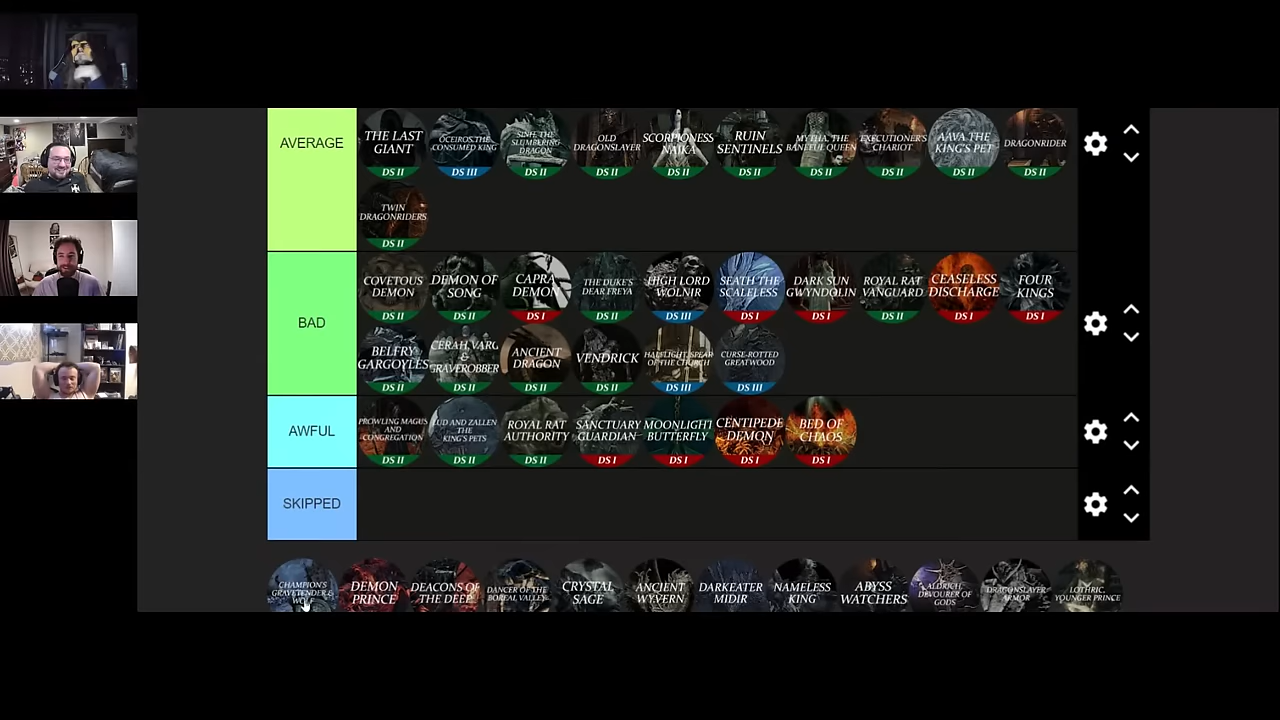 AVERAGE
THE LAST
GIANT
DS II
OCEIROS, THE
CONSUMED KING
DS III
SINH, THE
SLUMBERING
DRAGON
DS II
OLD
DRAGONSLAYER
DS II
SCORPIONESS
NAJKA
DS II
RUIN
SENTINELS
DS II
MYTHA, THE
BANEFUL QUEEN
DS II
EXECUTIONER'S
CHARIOT
DS II
AAVA THE
KING'S PET
DS II
DRAGONRIDER
DS II
TWIN
DRAGONRIDERS
DS II
BAD
COVETOUS
DEMON
DS II
DEMON OF
SONG
DS II
CAPRA
DEMON
DS I
THE DUKE'S
DEAR FREYA
DS II
HIGH LORD
WOLNIR
DS III
SEATH THE
SCALELESS
DS I
DARK SUN
GWYNDOLIN
DS I
ROYAL RAT
VANGUARD
DS II
CEASELESS
DISCHARGE
DS I
FOUR
KINGS
DS I
BELFRY
GARGOYLES
DS II
CERAH, VARG
&
GRAVEROBBER
DS II
ANCIENT
DRAGON
DS II
VENDRICK
DS II
HALFLIGHT, SPEAR
OF THE CHURCH
DS III
CURSE-ROTTED
GREATWOOD
DS III
AWFUL
PROWLING MAGUS
AND
CONGREGATION
DS II
LUD AND ZALLEN
THE
KING'S PETS
DS II
ROYAL RAT
AUTHORITY
DS II
SANCTUARY
GUARDIAN
DS I
MOONLIGHT
BUTTERFLY
DS I
CENTIPEDE
DEMON
DS I
BED OF
CHAOS
DS I
SKIPPED
CHAMPION'S
GRAVETENDER &
WOLF
DEMON
PRINCE
DEACONS OF
THE DEEP
DANCER OF THE
BOREAL VALLEY
CRYSTAL
SAGE
ANCIENT
WYVERN
DARKEATER
MIDIR
NAMELESS
KING
ABYSS
WATCHERS
ALDRICH,
DEVOURER OF
GODS
DRAGONSLAYER
ARMOR
LOTHRIC,
YOUNGER PRINCE